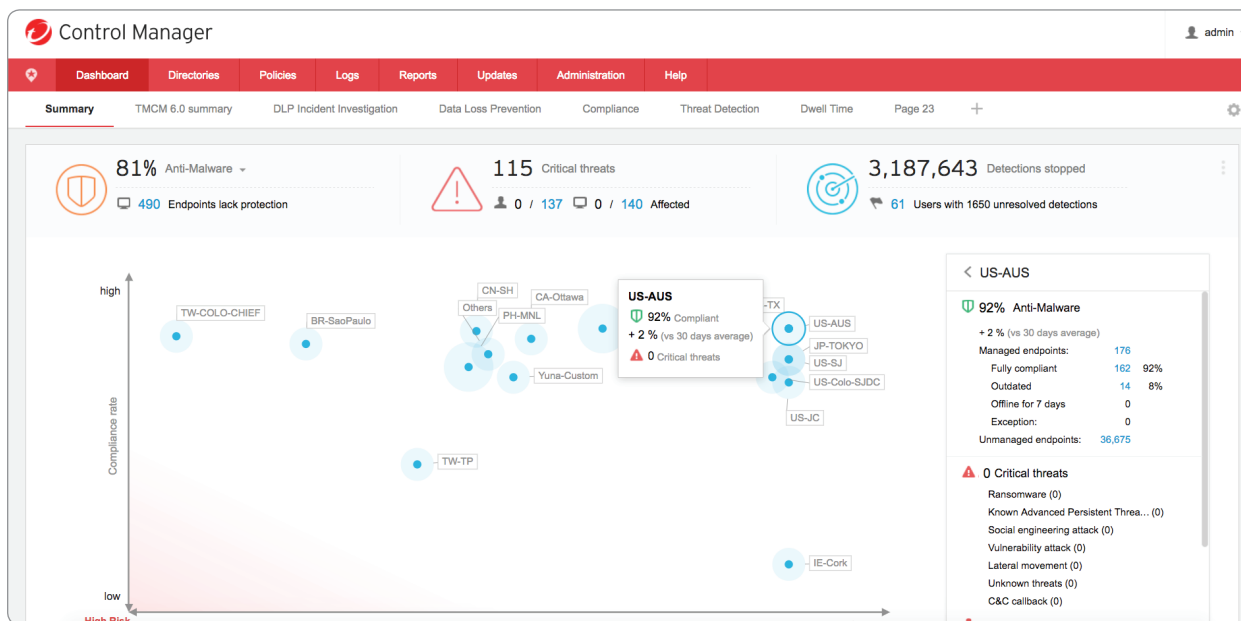 Control Manager
admin
Dashboard Directories Policies Logs Reports Updates Administration Help
Summary TMCM 6.0 summary DLP Incident Investigation Data Loss Prevention Compliance Threat Detection Dwell Time Page 23
81% Anti-Malware
490 Endpoints lack protection
115 Critical threats
0 / 137 0 / 140 Affected
3,187,643 Detections stopped
61 Users with 1650 unresolved detections
high
Compliance rate
low
High Risk
TW-COLO-CHIEF
BR-SaoPaulo
CN-SH
Others
PH-MNL
CA-Ottawa
Yuna-Custom
TW-TP
US-AUS
92% Compliant
+ 2 % (vs 30 days average)
0 Critical threats
-TX
US-AUS
JP-TOKYO
US-SJ
US-Colo-SJDC
US-JC
IE-Cork
US-AUS
92% Anti-Malware
+ 2 % (vs 30 days average)
Managed endpoints: 176
Fully compliant 162 92%
Outdated 14 8%
Offline for 7 days 0
Exception: 0
Unmanaged endpoints: 36,675
0 Critical threats
Ransomware (0)
Known Advanced Persistent Threa... (0)
Social engineering attack (0)
Vulnerability attack (0)
Lateral movement (0)
Unknown threats (0)
C&C callback (0)